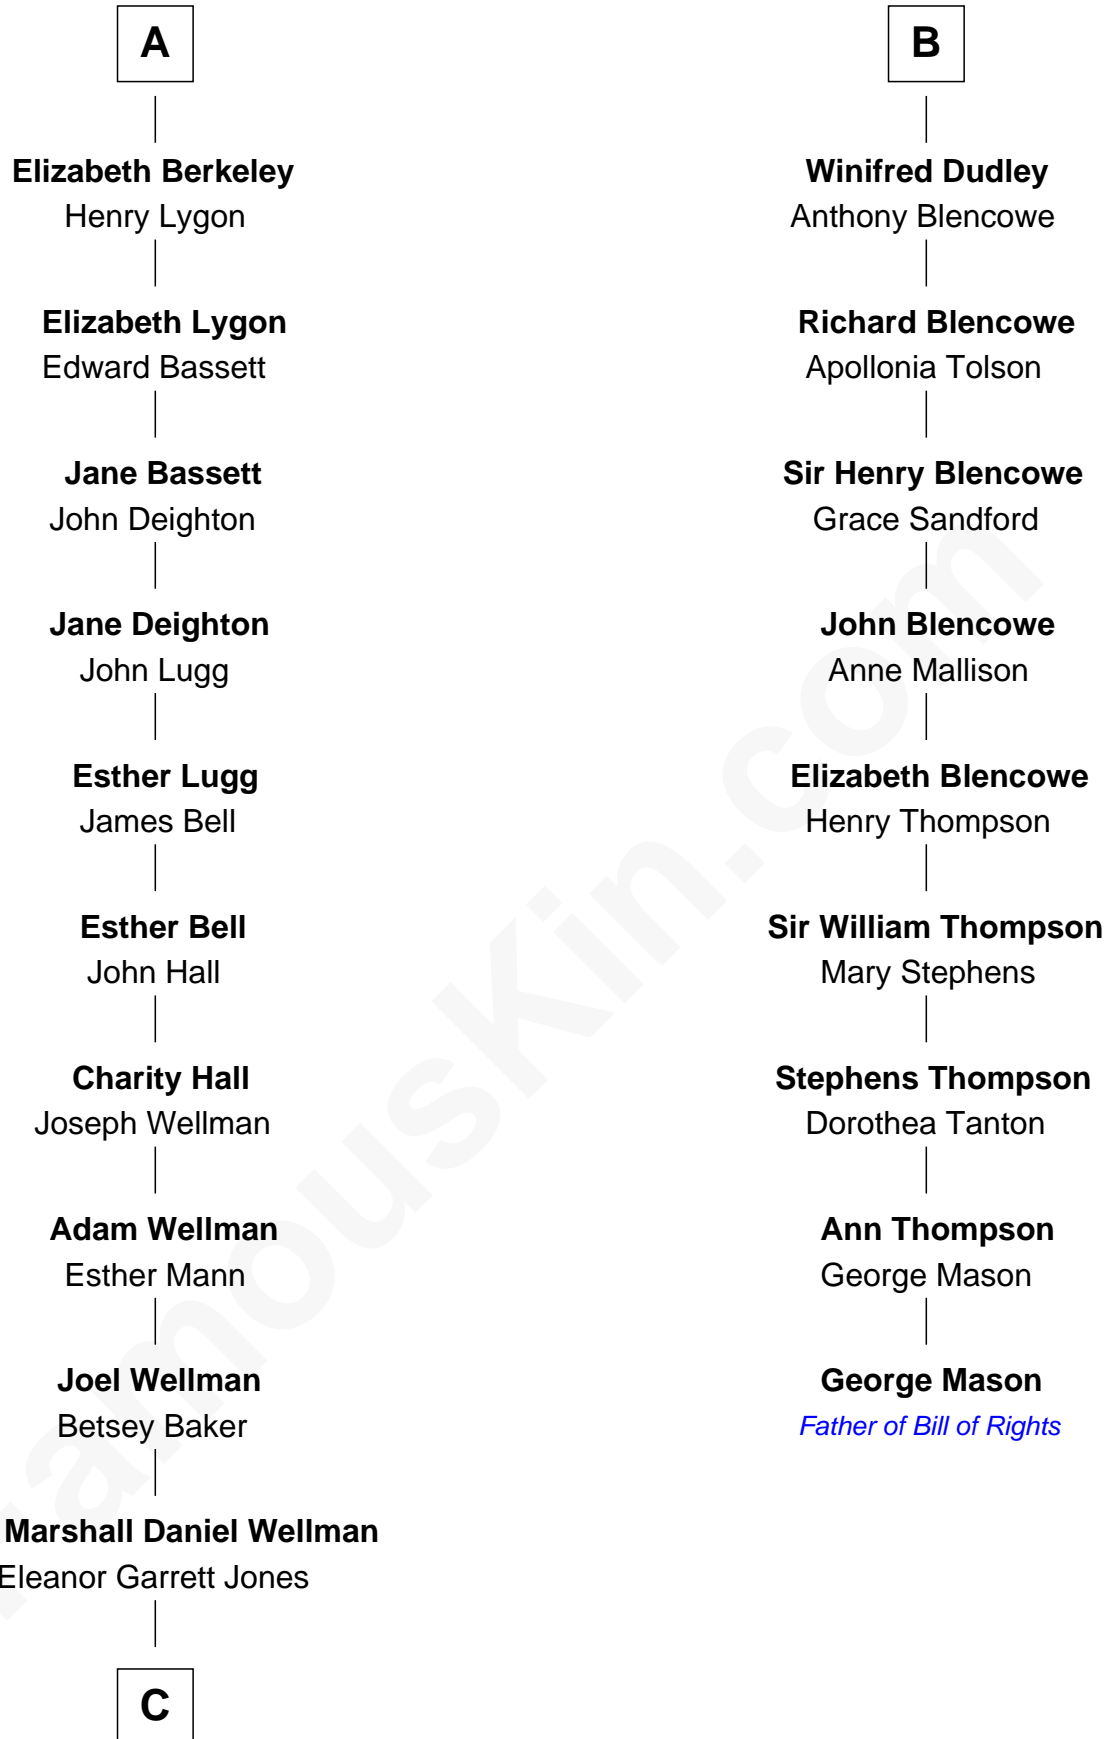 A
Elizabeth Berkeley
Henry Lygon
Elizabeth Lygon
Edward Bassett
Jane Bassett
John Deighton
Jane Deighton
John Lugg
Esther Lugg
James Bell
Esther Bell
John Hall
Charity Hall
Joseph Wellman
Adam Wellman
Esther Mann
Joel Wellman
Betsey Baker
Marshall Daniel Wellman
Eleanor Garrett Jones
C
B
Winifred Dudley
Anthony Blencowe
Richard Blencowe
Apollonia Tolson
Sir Henry Blencowe
Grace Sandford
John Blencowe
Anne Mallison
Elizabeth Blencowe
Henry Thompson
Sir William Thompson
Mary Stephens
Stephens Thompson
Dorothea Tanton
Ann Thompson
George Mason
George Mason
Father of Bill of Rights
FamousKin.com